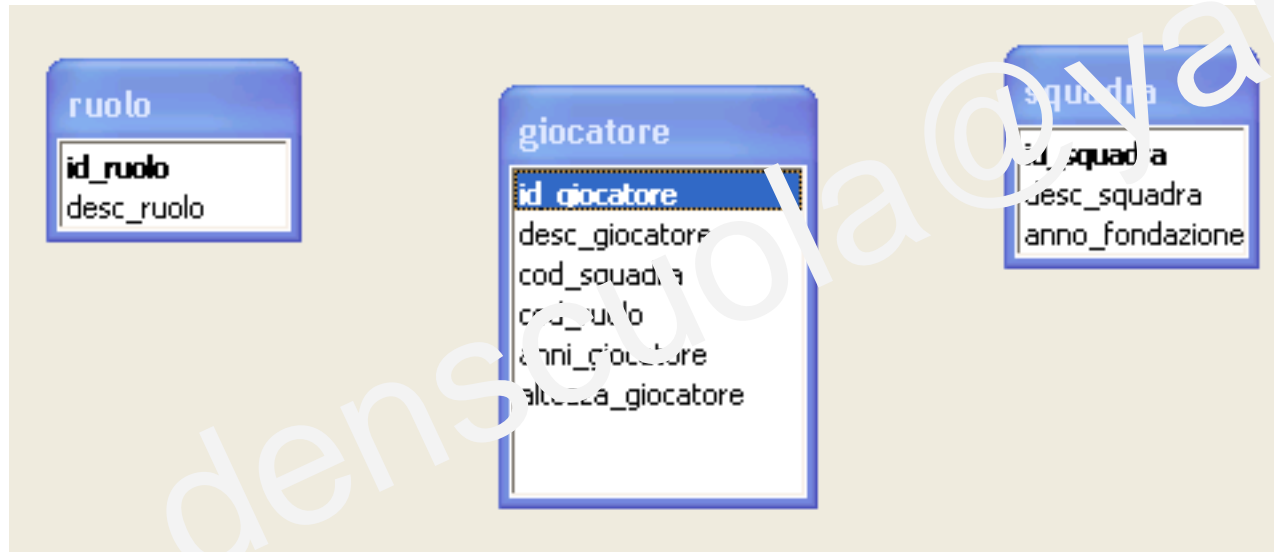 ruolo
id_ruolo
desc_ruolo
giocatore
id_giocatore
desc_giocatore
cod_squadra
cod_ruolo
anni_giocatore
altezza_giocatore
squadra
id_squadra
desc_squadra
anno_fondazione
denscuola@ya